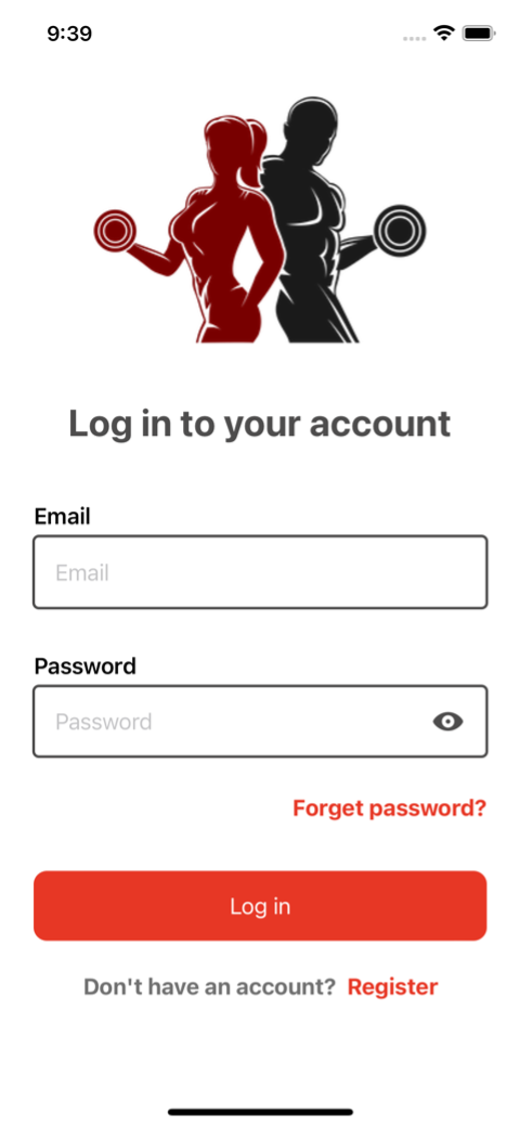 9:39
Log in to your account
Email
Email
Password
Password
Forget password?
Log in
Don't have an account? Register